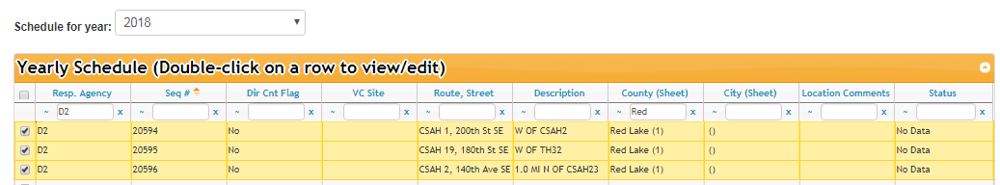 Schedule for year: 2018
Yearly Schedule (Double-click on a row to view/edit)
Resp. Agency Seq # Dir Cnt Flag VC Site Route, Street Description County (Sheet) City (Sheet) Location Comments Status
~ D2 x ~ x ~ x ~ x ~ x ~ x ~ Red x ~ x ~ x ~ x
D2 20594 No CSAH 1, 200th St SE W OF CSAH2 Red Lake (1) () No Data
D2 20595 No CSAH 19, 180th St SE W OF TH32 Red Lake (1) () No Data
D2 20596 No CSAH 2, 140th Ave SE 1.0 MI N OF CSAH23 Red Lake (1) () No Data